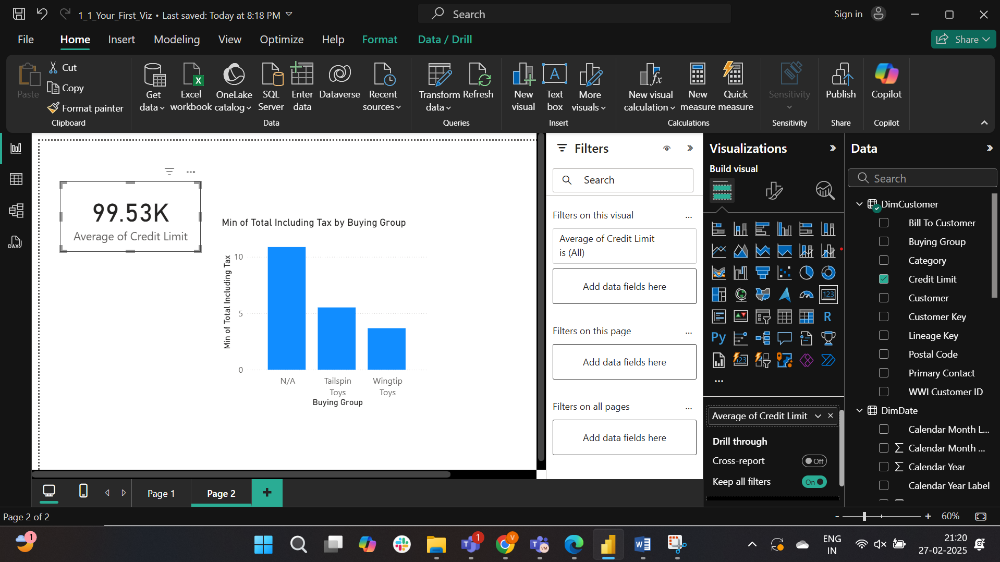 1_1_Your_First_Viz • Last saved: Today at 8:18 PM
Search
Sign in
File
Home
Insert
Modeling
View
Optimize
Help
Format
Data / Drill
Share
Paste
Cut
Copy
Format painter
Clipboard
Get
data
Excel
workbook
OneLake
catalog
SQL
Server
Enter
data
Dataverse
Recent
sources
Data
Transform
data
Refresh
Queries
New
visual
Text
box
More
visuals
Insert
New visual
calculation
New
measure
Quick
measure
Calculations
Sensitivity
Sensitivity
Publish
Share
Copilot
Copilot
DAX
99.53K
Average of Credit Limit
Min of Total Including Tax by Buying Group
Min of Total Including Tax
10
5
0
N/A
Tailspin
Toys
Wingtip
Toys
Buying Group
Filters
Search
Filters on this visual
...
Average of Credit Limit
is (All)
Add data fields here
Filters on this page
...
Add data fields here
Filters on all pages
...
Add data fields here
Visualizations
Build visual
123
R
Py
123
...
Average of Credit Limit
Drill through
Cross-report
Off
Keep all filters
On
Data
Search
DimCustomer
Bill To Customer
Buying Group
Category
Credit Limit
Customer
Customer Key
Lineage Key
Postal Code
Primary Contact
WWI Customer ID
DimDate
Calendar Month L...
Σ Calendar Month ...
Σ Calendar Year
Calendar Year Label
Page 1
Page 2
+
Page 2 of 2
- + 60%
1
1
V
VM
ENG
IN
21:20
27-02-2025